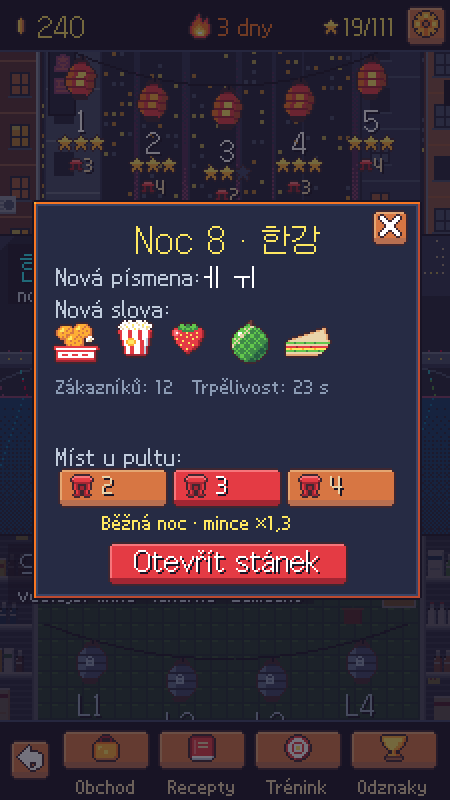 240
3 dny
19/111
1
2
3
4
5
3
4
3
4
Noc 8 · 한강
Nová písmena: ㅔ ㅜㅓ
Nová slova:
Zákazníků: 12 Trpělivost: 23 s
Míst u pultu:
2 3 4
Běžná noc · mince ×1,3
Otevřít stánek
L1
L4
Obchod Recepty Trénink Odznaky